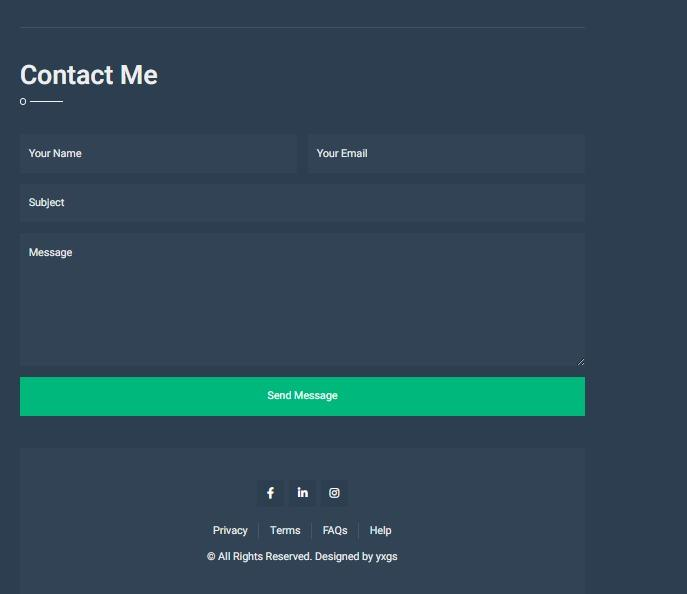 Contact Me
Your Name Your Email
Subject
Message
Send Message
Privacy Terms FAQs Help
© All Rights Reserved. Designed by yxgs